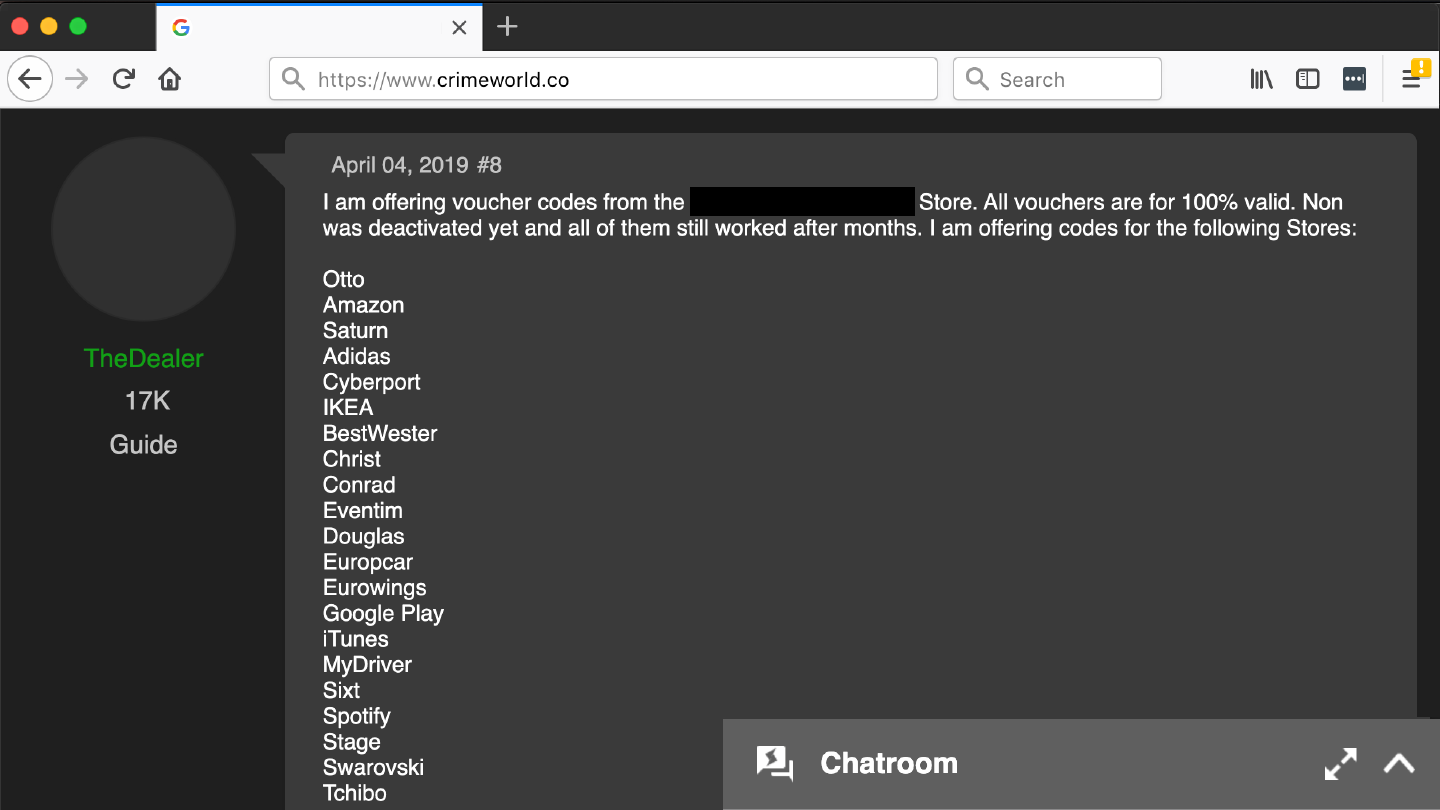 https://www.crimeworld.co
Search
April 04, 2019 #8
I am offering voucher codes from the Store. All vouchers are for 100% valid. Non
was deactivated yet and all of them still worked after months. I am offering codes for the following Stores:
Otto
Amazon
Saturn
Adidas
Cyberport
IKEA
BestWester
Christ
Conrad
Eventim
Douglas
Europcar
Eurowings
Google Play
iTunes
MyDriver
Sixt
Spotify
Stage
Swarovski
Tchibo
TheDealer
17K
Guide
Chatroom